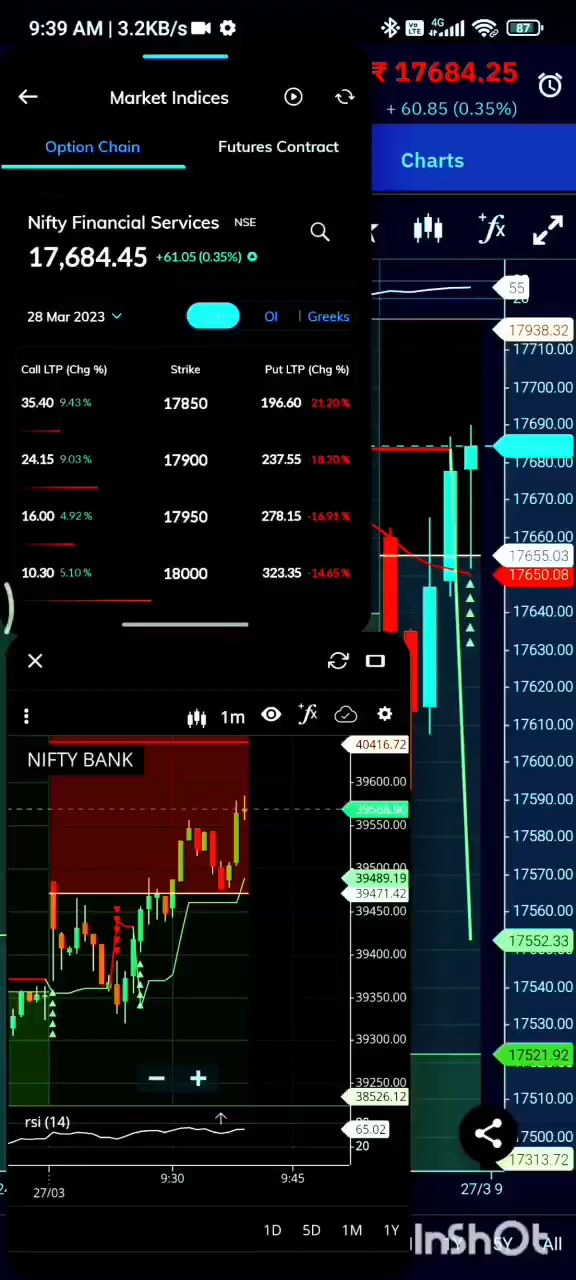 9:39 AM | 3.2KB/s
Vo LTE 4G 87
Market Indices
₹ 17684.25
+ 60.85 (0.35%)
Option Chain Futures Contract
Charts
Nifty Financial Services NSE
17,684.45 +61.05 (0.35%)
+fx
28 Mar 2023 OI Greeks
Call LTP (Chg %) Strike Put LTP (Chg %)
35.40 9.43% 17850 196.60 21.20%
24.15 9.03% 17900 237.55 18.20%
16.00 4.92% 17950 278.15 -16.91%
10.30 5.10% 18000 323.35 -14.65%
55
17938.32
17710.00
17700.00
17690.00
17680.00
17670.00
17660.00
17655.03
17650.08
17640.00
17630.00
17620.00
17610.00
17600.00
17590.00
17580.00
17570.00
17560.00
17552.33
17540.00
17530.00
17521.92
17510.00
17500.00
17313.72
27/3 9
1m +fx
NIFTY BANK
40416.72
39600.00
39568.90
39550.00
39500.00
39489.19
39471.42
39450.00
39400.00
39350.00
39300.00
39250.00
38526.12
− +
rsi (14)
65.02
20
27/03 9:30 9:45
1D 5D 1M 1Y
5Y All
InShOt